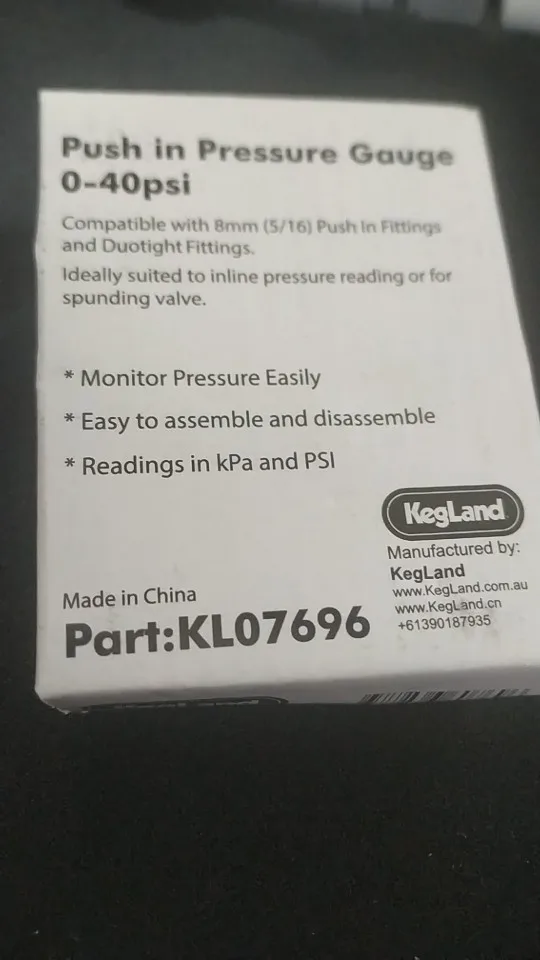 Push in Pressure Gauge
0-40psi
Compatible with 8mm (5/16) Push In Fittings
and Duotight Fittings.
Ideally suited to inline pressure reading or for
spunding valve.
* Monitor Pressure Easily
* Easy to assemble and disassemble
* Readings in kPa and PSI
KegLand
Manufactured by:
KegLand
www.KegLand.com.au
www.KegLand.cn
+61390187935
Made in China
Part:KL07696